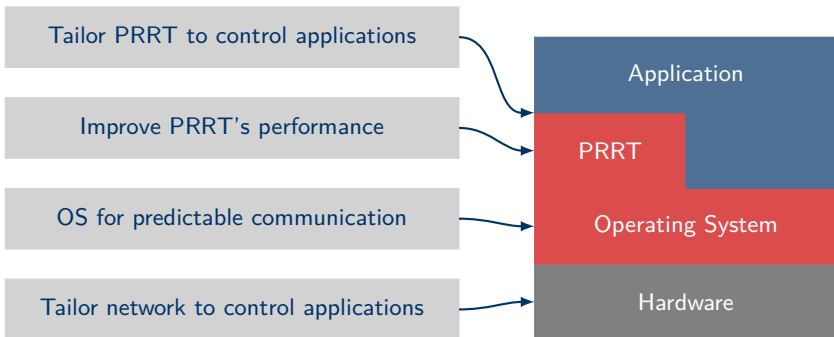 Tailor PRRT to control applications
Improve PRRT's performance
OS for predictable communication
Tailor network to control applications
Application
PRRT
Operating System
Hardware